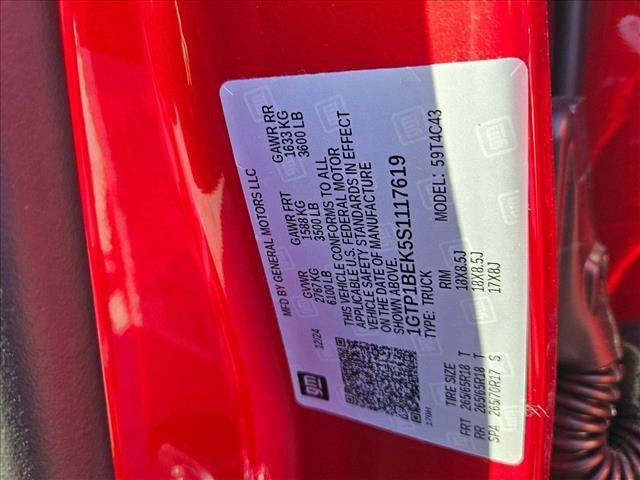 MFD BY GENERAL MOTORS LLC
12/24 GVWR GAWR FRT GAWR RR
2767 KG 1588 KG 1633 KG
6100 LB 3500 LB 3600 LB
THIS VEHICLE CONFORMS TO ALL
APPLICABLE U.S. FEDERAL MOTOR
VEHICLE SAFETY STANDARDS IN EFFECT
ON THE DATE OF MANUFACTURE
SHOWN ABOVE.
1GTP1BEK5S1117619
TYPE: TRUCK MODEL: 59T4C43
TIRE SIZE RIM
FRT 265/65R18 T 18X8.5J
RR 265/65R18 T 18X8.5J
SPA 265/70R17 S 17X8J
gm
170H